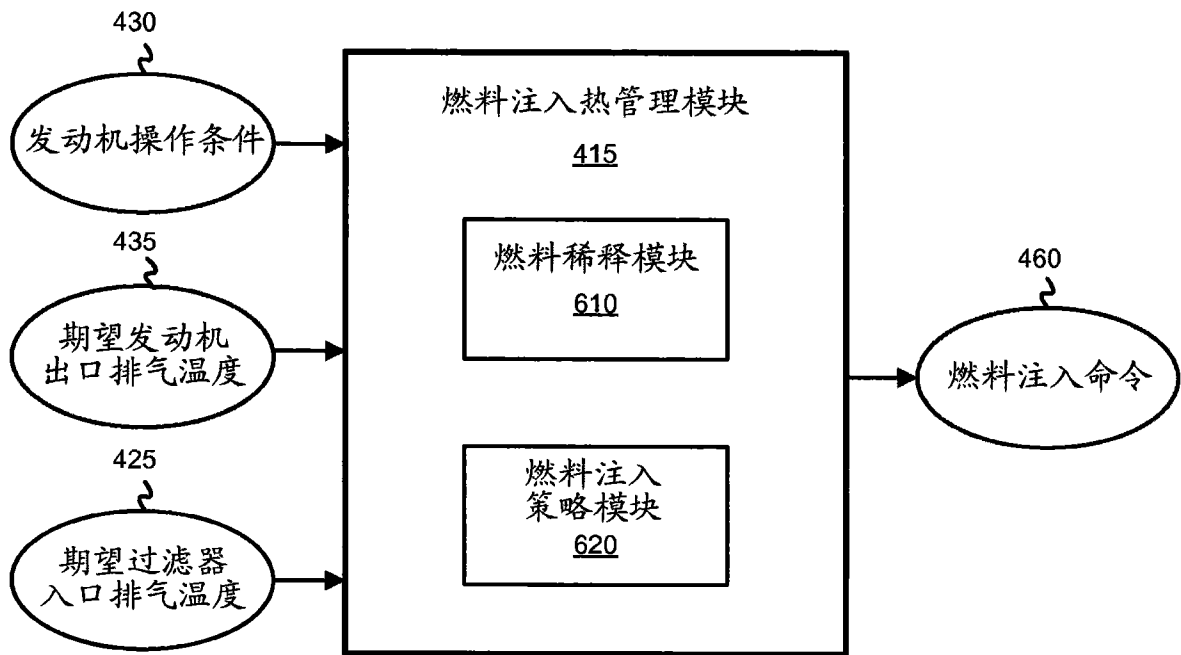 430
发动机操作条件
435
期望发动机
出口排气温度
425
期望过滤器
入口排气温度
燃料注入热管理模块
415
燃料稀释模块
610
燃料注入
策略模块
620
460
燃料注入命令